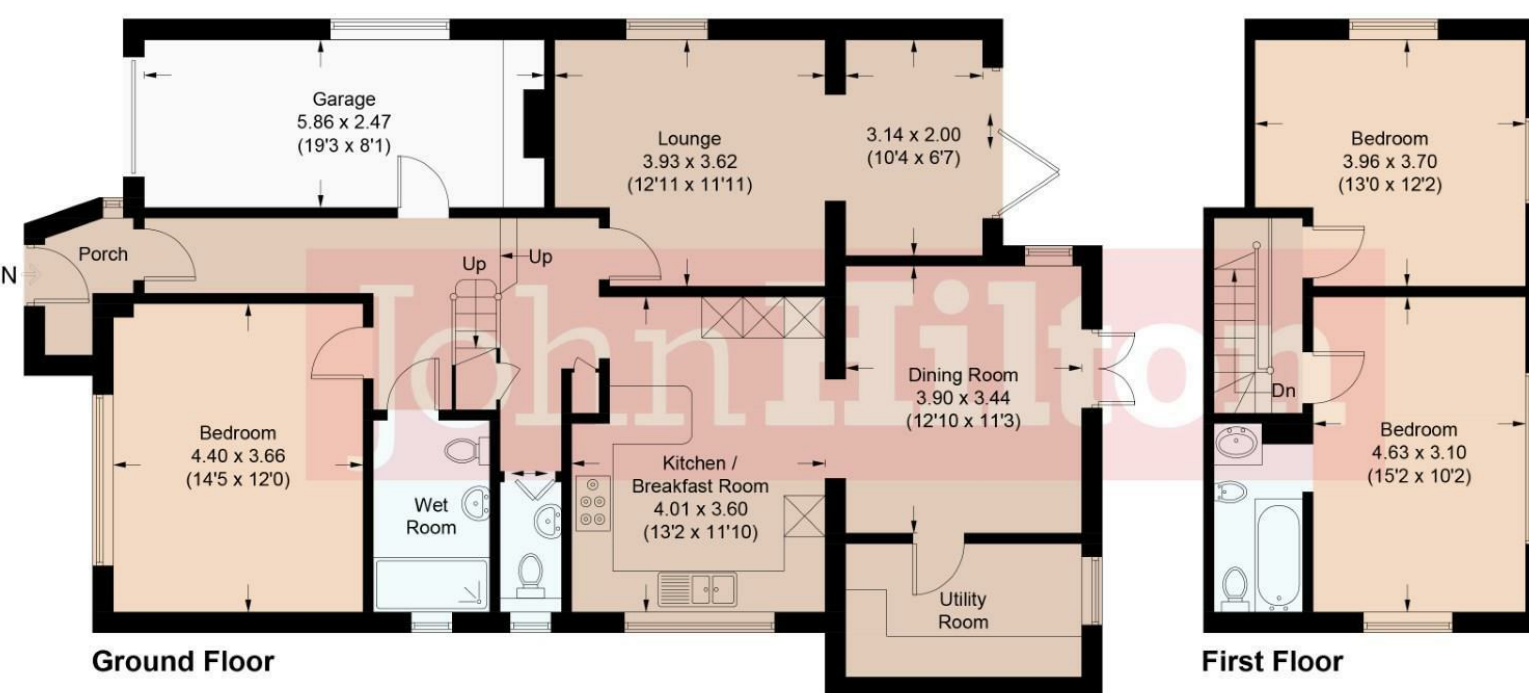 Garage
5.86 x 2.47
(19'3 x 8'1)
Lounge
3.93 x 3.62
(12'11 x 11'11)
3.14 x 2.00
(10'4 x 6'7)
Bedroom
3.96 x 3.70
(13'0 x 12'2)
Porch
N
Up
Up
John Hilton
Dining Room
3.90 x 3.44
(12'10 x 11'3)
Dn
Bedroom
4.40 x 3.66
(14'5 x 12'0)
Kitchen /
Breakfast Room
4.01 x 3.60
(13'2 x 11'10)
Bedroom
4.63 x 3.10
(15'2 x 10'2)
Wet
Room
Utility
Room
Ground Floor
First Floor